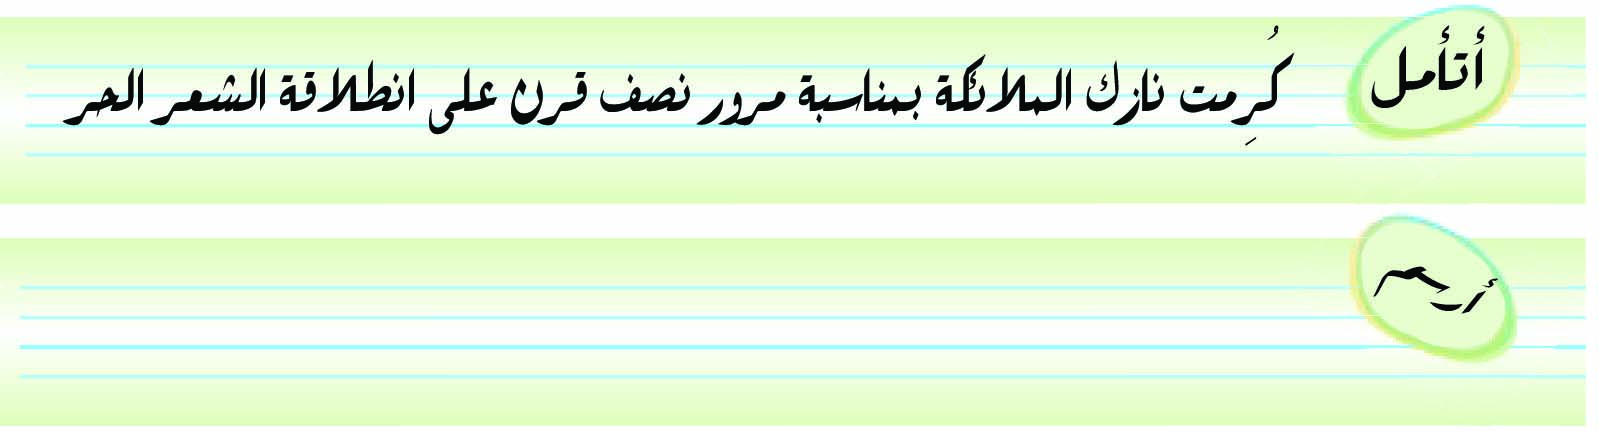 أتأمل
كُرِمت نازك الملائكة بمناسبة مرور نصف قرن على انطلاقة الشعر الحر
أرسم